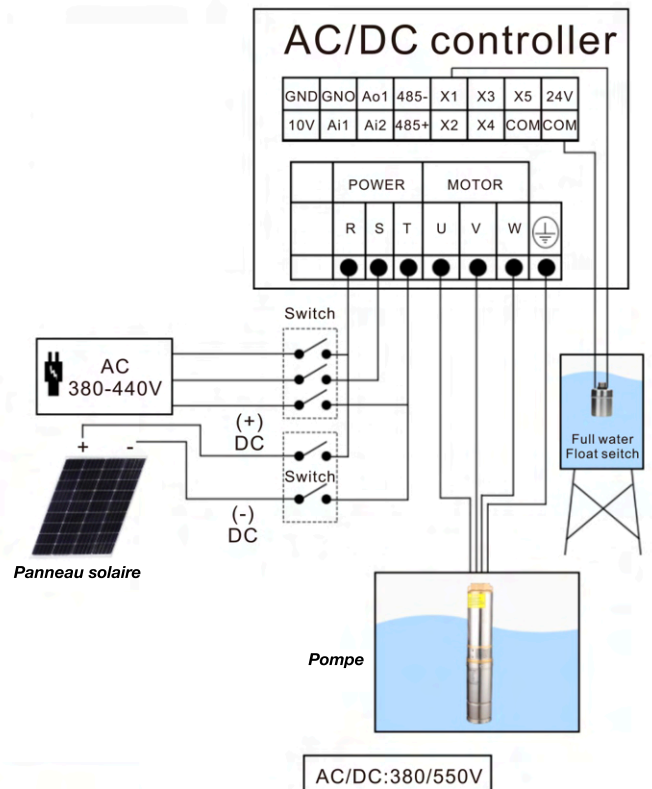 AC/DC controller
GND GNO Ao1 485- X1 X3 X5 24V
10V Ai1 Ai2 485+ X2 X4 COM COM
POWER MOTOR
R S T U V W
Switch
AC
380-440V
(+)
DC
+ -
Switch
(-)
DC
Full water
Float seitch
Panneau solaire
Pompe
AC/DC:380/550V